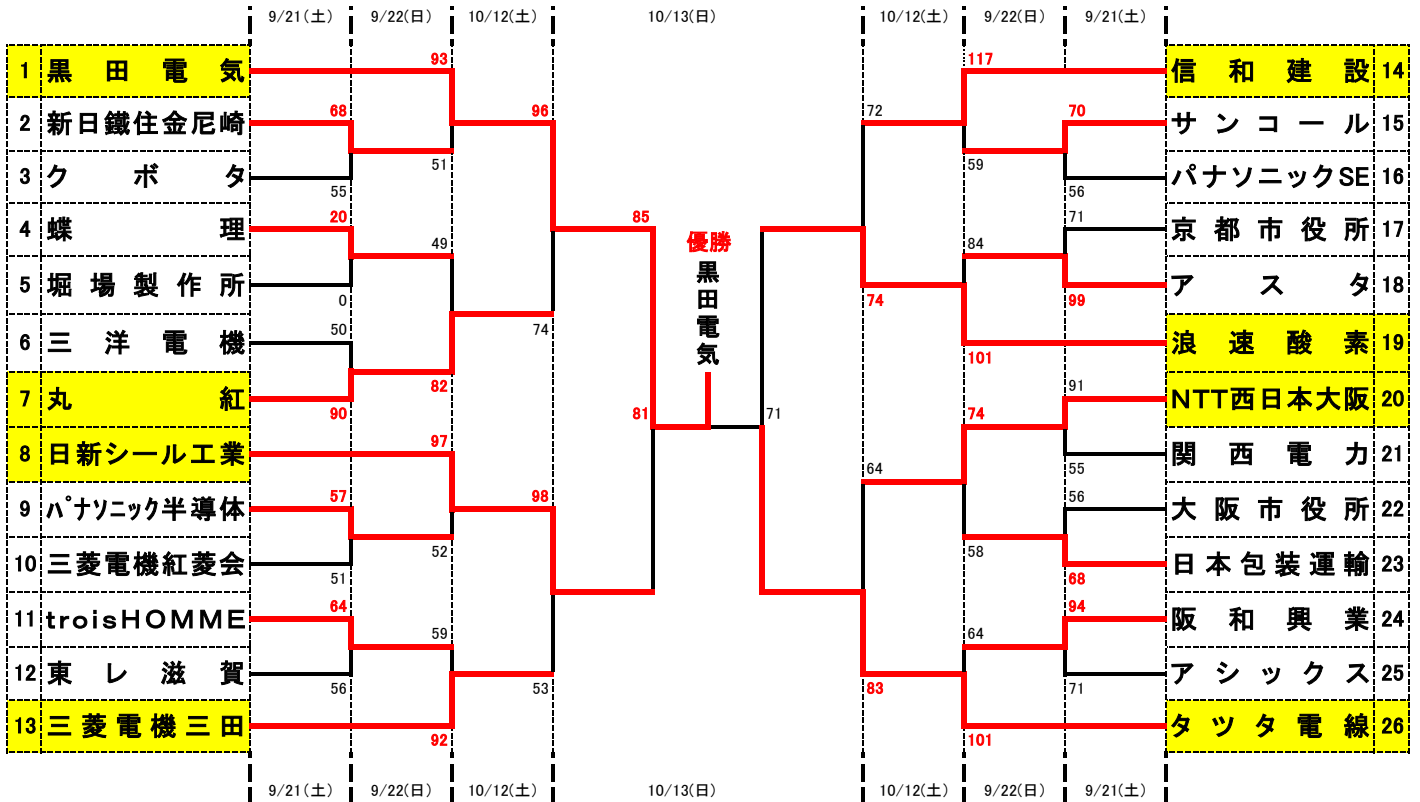 9/21(土) 9/22(日) 10/12(土) 10/13(日) 10/12(土) 9/22(日) 9/21(土)
1 黒田電気 93 117 信和建設 14
68 96 72 70
2 新日鐵住金尼崎 サンコール 15
51 59
3 クボタ パナソニックSE 16
55 56
20 85 71
4 蝶理 京都市役所 17
49 優勝 84
黒田電気
5 堀場製作所 アスタ 18
0 74 99
50 74
6 三洋電機 浪速酸素 19
82 101
91
7 丸紅 NTT西日本大阪 20
90 81 71 74
8 日新シール工業 97 関西電力 21
64 55
57 98 56
9 パナソニック半導体 大阪市役所 22
52 58
10 三菱電機紅菱会 日本包装運輸 23
51 68
64 94
11 troisHOMME 阪和興業 24
59 64
12 東レ滋賀 アシックス 25
56 53 83 71
13 三菱電機三田 タツタ電線 26
92 101
9/21(土) 9/22(日) 10/12(土) 10/13(日) 10/12(土) 9/22(日) 9/21(土)